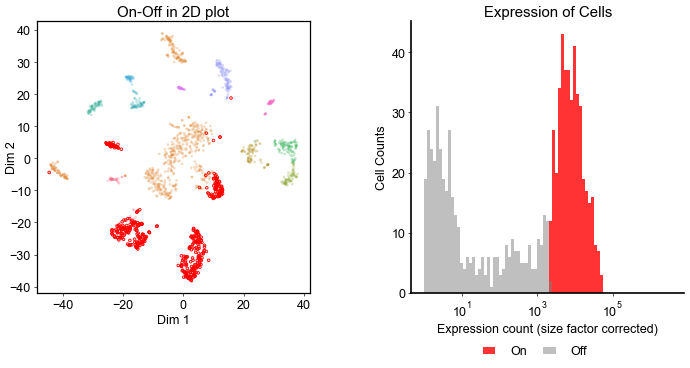 On-Off in 2D plot
40
30
20
10
0
−10
−20
−30
−40
Dim 2
−40
−20
0
20
40
Dim 1
Expression of Cells
40
30
20
10
0
Cell Counts
10^1
10^3
10^5
Expression count (size factor corrected)
On
Off